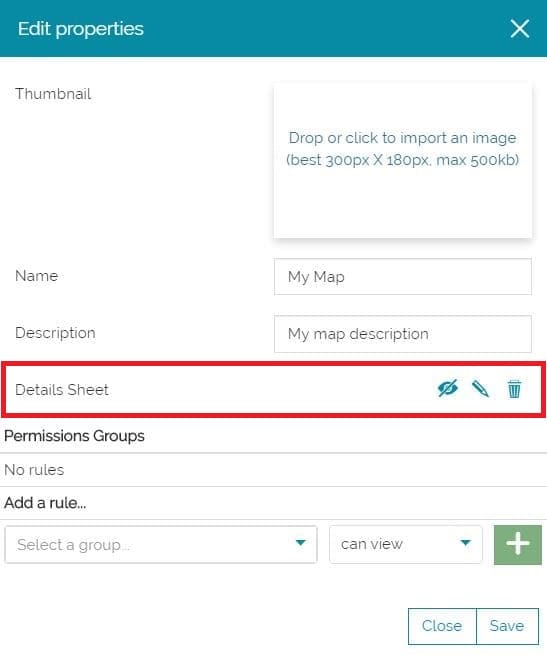 Edit properties
Thumbnail
Drop or click to import an image
(best 300px X 180px, max 500kb)
Name
My Map
Description
My map description
Details Sheet
Permissions Groups
No rules
Add a rule...
Select a group...
can view
Close
Save